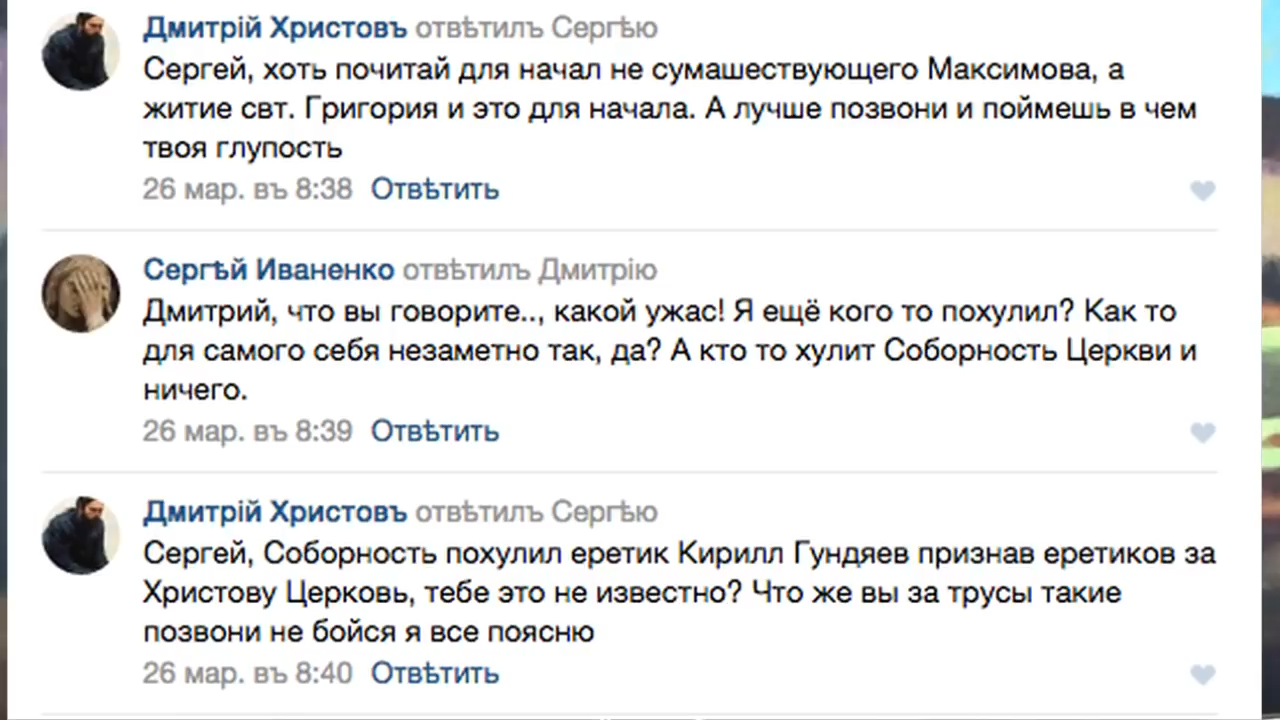 Дмитрій Христовъ отвѣтилъ Сергѣю
Сергей, хоть почитай для начал не сумашествующего Максимова, а
житие свт. Григория и это для начала. А лучше позвони и поймешь в чем
твоя глупость
26 мар. въ 8:38 Отвѣтить
Сергѣй Иваненко отвѣтилъ Дмитрію
Дмитрий, что вы говорите.., какой ужас! Я ещё кого то похулил? Как то
для самого себя незаметно так, да? А кто то хулит Соборность Церкви и
ничего.
26 мар. въ 8:39 Отвѣтить
Дмитрій Христовъ отвѣтилъ Сергѣю
Сергей, Соборность похулил еретик Кирилл Гундяев признав еретиков за
Христову Церковь, тебе это не известно? Что же вы за трусы такие
позвони не бойся я все поясню
26 мар. въ 8:40 Отвѣтить